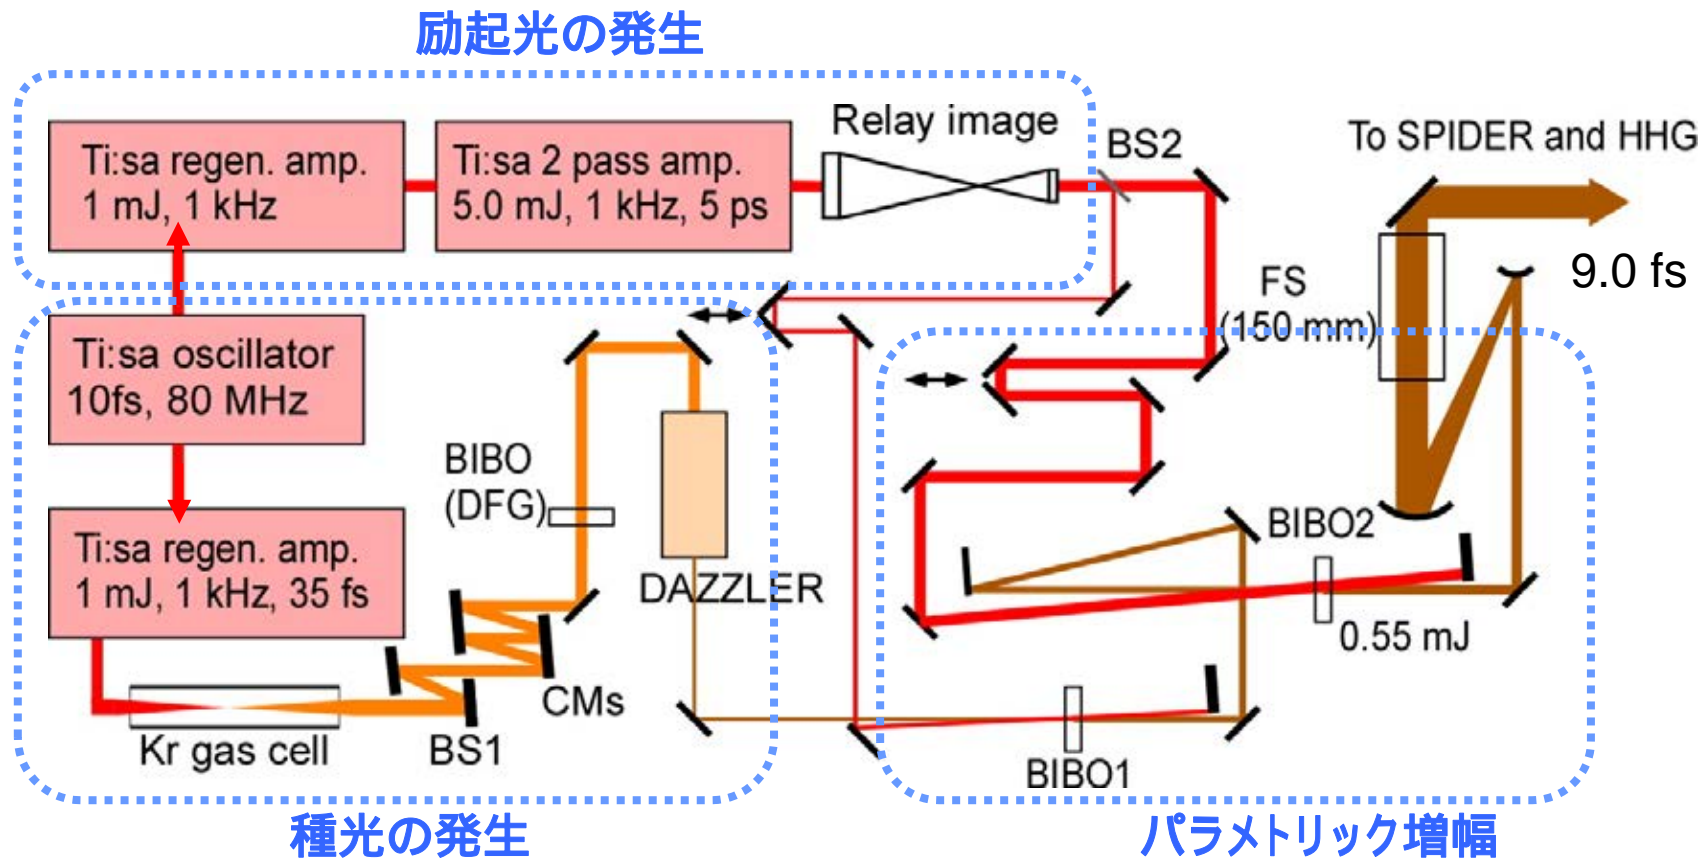 励起光の発生
Ti:sa regen. amp.
1 mJ, 1 kHz
Ti:sa 2 pass amp.
5.0 mJ, 1 kHz, 5 ps
Relay image
BS2
To SPIDER and HHG
9.0 fs
FS
(150 mm)
Ti:sa oscillator
10fs, 80 MHz
BIBO
(DFG)
DAZZLER
Ti:sa regen. amp.
1 mJ, 1 kHz, 35 fs
BIBO2
0.55 mJ
CMs
BS1
Kr gas cell
BIBO1
種光の発生
パラメトリック増幅